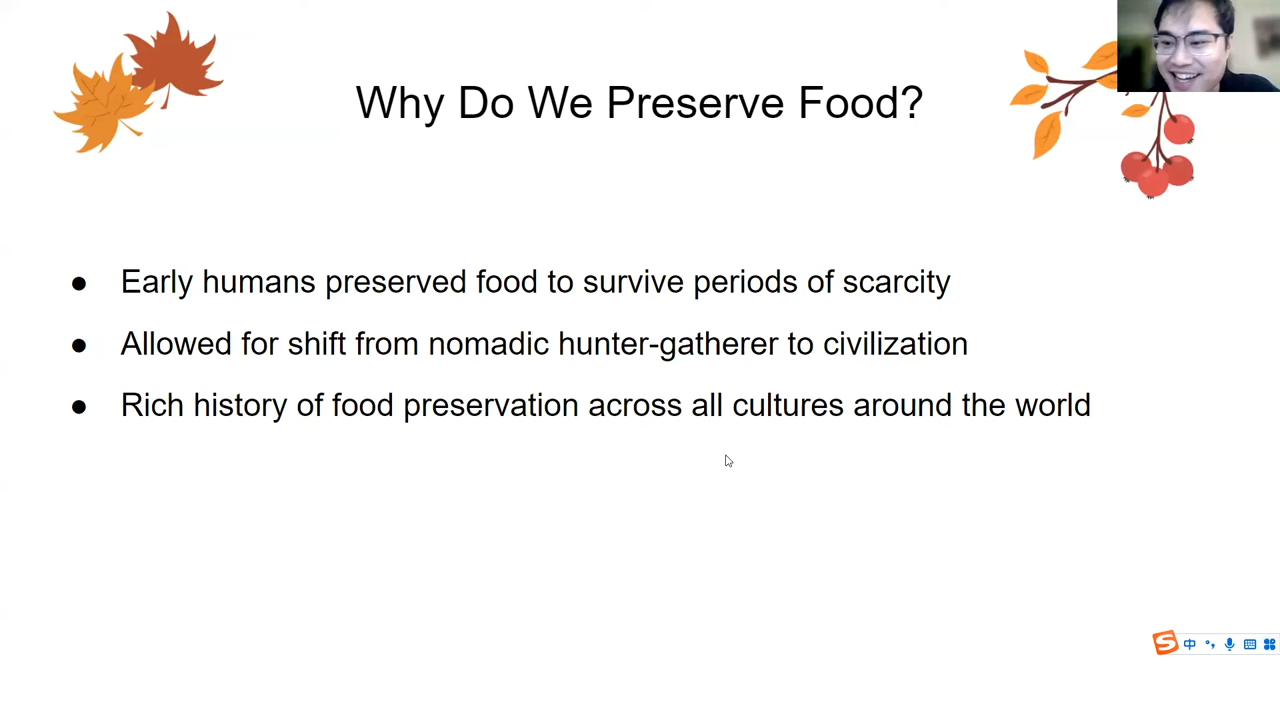 Why Do We Preserve Food?
● Early humans preserved food to survive periods of scarcity
● Allowed for shift from nomadic hunter-gatherer to civilization
● Rich history of food preservation across all cultures around the world
S 中 °,